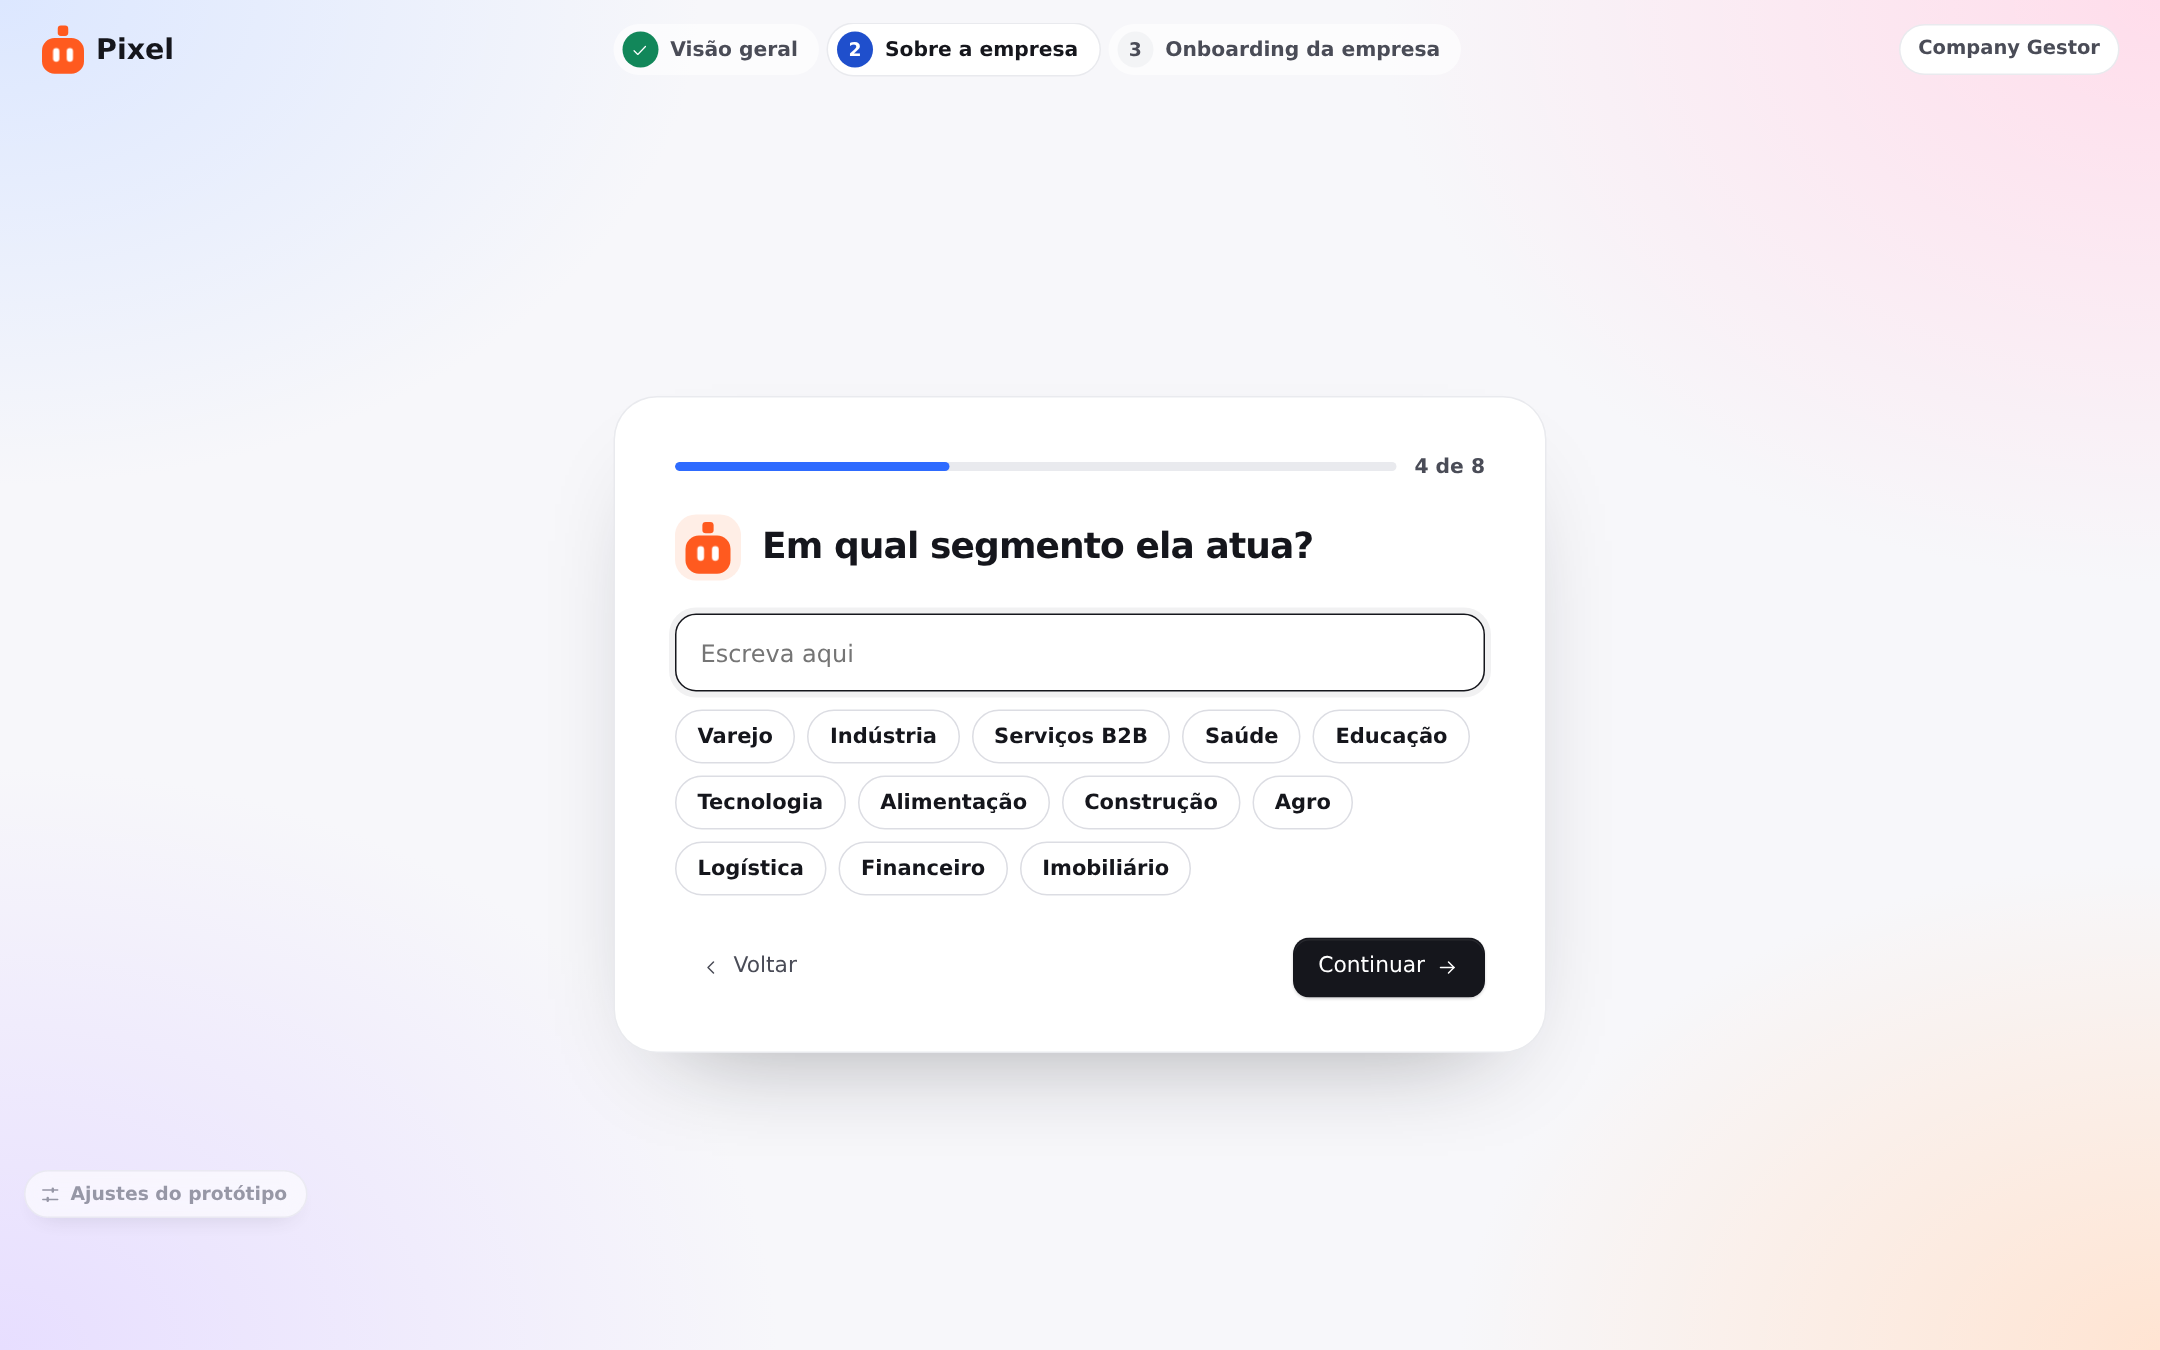 Pixel
Visão geral
2 Sobre a empresa
3 Onboarding da empresa
Company Gestor
4 de 8
Em qual segmento ela atua?
Escreva aqui
Varejo Indústria Serviços B2B Saúde Educação
Tecnologia Alimentação Construção Agro
Logística Financeiro Imobiliário
Voltar Continuar
Ajustes do protótipo